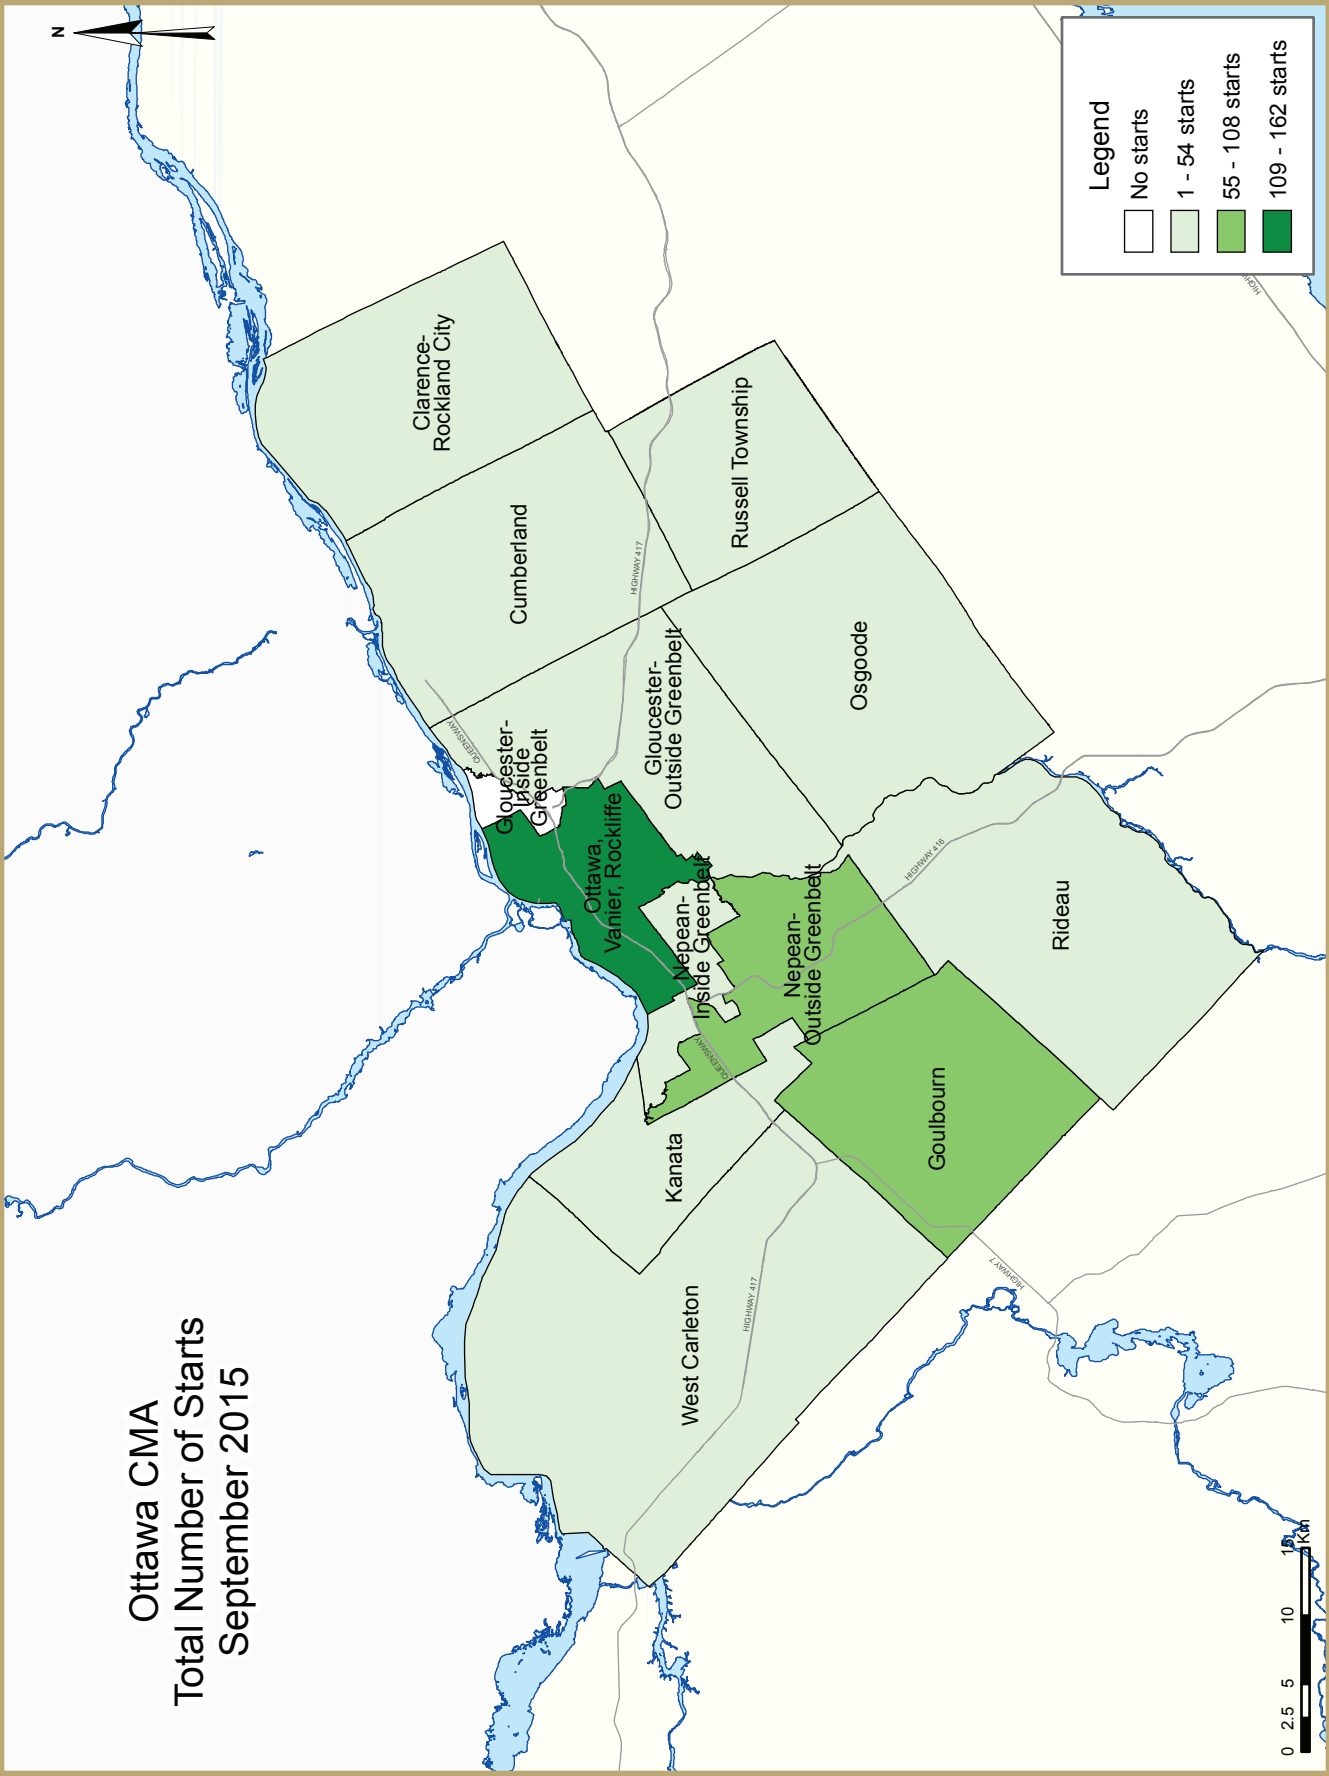 Ottawa CMA
Total Number of Starts
September 2015
N
West Carleton
Kanata
Goulbourn
Rideau
Nepean-
Inside Greenbelt
Nepean-
Outside Greenbelt
Ottawa,
Vanier, Rockliffe
Gloucester-
Inside
Greenbelt
Gloucester-
Outside Greenbelt
Osgoode
Cumberland
Russell Township
Clarence-
Rockland City
HIGHWAY 417
HIGHWAY 7
QUEENSWAY
HIGHWAY 416
QUEENSWAY
HIGHWAY 417
Legend
No starts
1 - 54 starts
55 - 108 starts
109 - 162 starts
0 2.5 5 10 15
Km